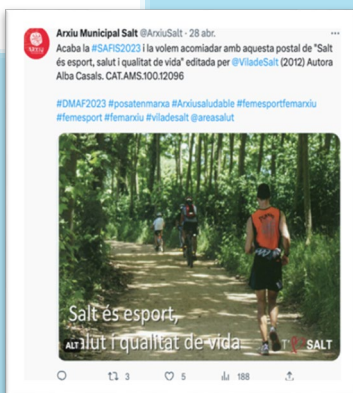 Arxiu Municipal Salt @ArxiuSalt · 28 abr.
Acaba la #SAFIS2023 i la volem acomiadar amb aquesta postal de "Salt
és esport, salut i qualitat de vida" editada per @ViladeSalt (2012) Autora
Alba Casals. CAT.AMS.100.12096
#DMAF2023 #posatenmarxa #Arxiusaludable #femesportfemarxiu
#femesport #femarxiu #viladesalt @areasalut
Salt és esport,
ALT lut i qualitat de vida
SALT
3 5 188